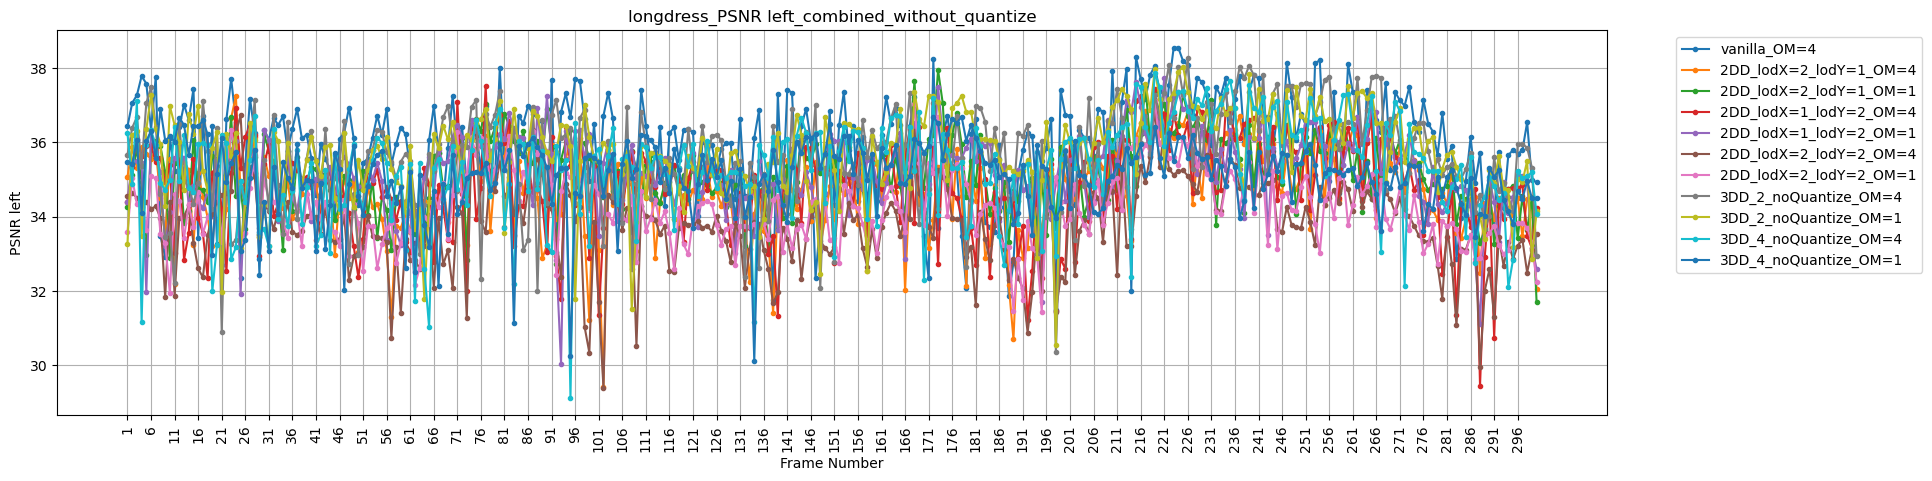 longdress_PSNR left_combined_without_quantize
PSNR left
38
36
34
32
30
1 6 11 16 21 26 31 36 41 46 51 56 61 66 71 76 81 86 91 96 101 106 111 116 121 126 131 136 141 146 151 156 161 166 171 176 181 186 191 196 201 206 211 216 221 226 231 236 241 246 251 256 261 266 271 276 281 286 291 296
Frame Number
vanilla_OM=4
2DD_lodX=2_lodY=1_OM=4
2DD_lodX=2_lodY=1_OM=1
2DD_lodX=1_lodY=2_OM=4
2DD_lodX=1_lodY=2_OM=1
2DD_lodX=2_lodY=2_OM=4
2DD_lodX=2_lodY=2_OM=1
3DD_2_noQuantize_OM=4
3DD_2_noQuantize_OM=1
3DD_4_noQuantize_OM=4
3DD_4_noQuantize_OM=1